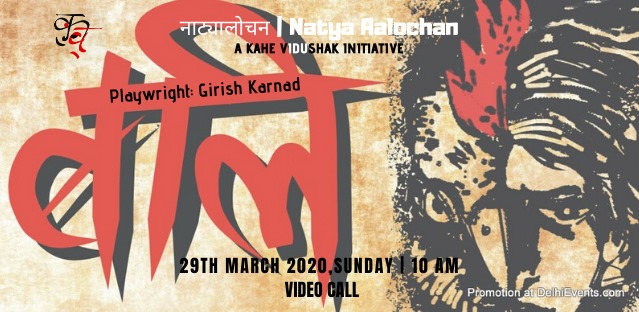 नाट्यालोचन | Natya Aalochan
A KAHE VIDUSHAK INITIATIVE
Playwright: Girish Karnad
बलि
29TH MARCH 2020,SUNDAY | 10 AM
VIDEO CALL
Promotion at DelhiEvents.com